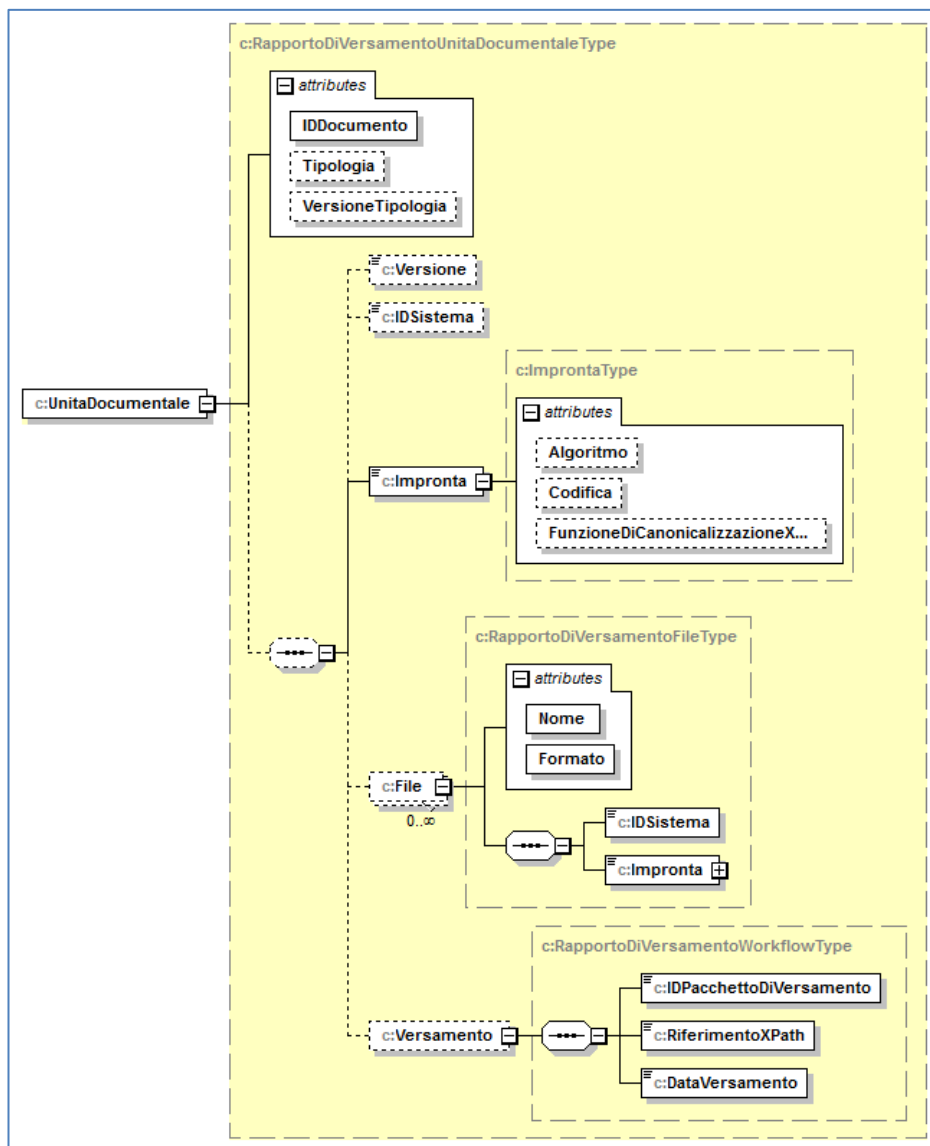 c:RapportoDiVersamentoUnitaDocumentaleType
attributes
IDDocumento
Tipologia
VersioneTipologia
c:Versione
c:IDSistema
c:ImprontaType
attributes
c:UnitaDocumentale
Algoritmo
c:Impronta
Codifica
FunzioneDiCanonicalizzazioneX...
c:RapportoDiVersamentoFileType
attributes
Nome
Formato
c:File
0..∞
c:IDSistema
c:Impronta
c:RapportoDiVersamentoWorkflowType
c:IDPacchettoDiVersamento
c:Versamento
c:RiferimentoXPath
c:DataVersamento